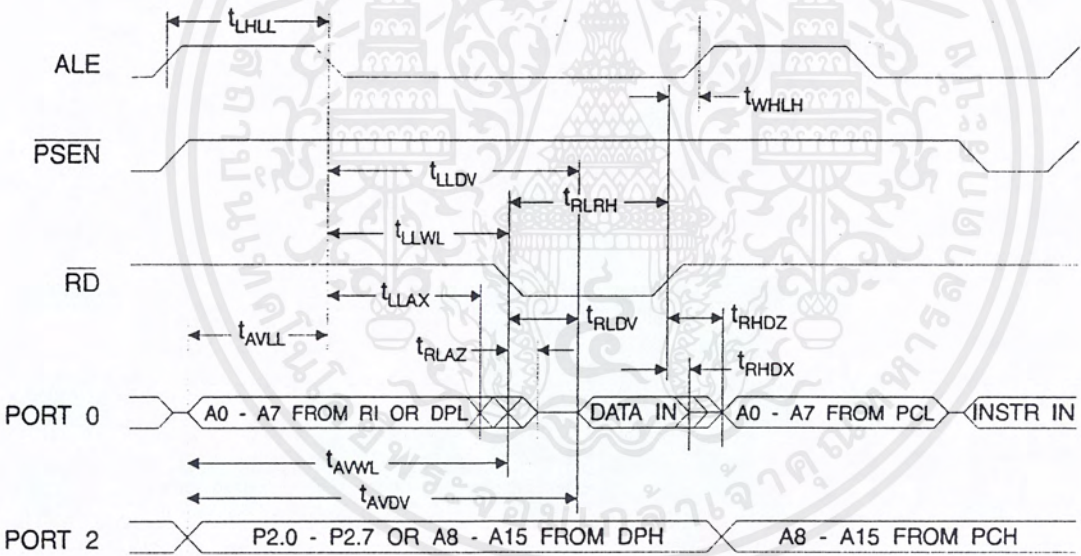 tLHLL
ALE
tWHLH
PSEN
tLLDV
tRLRH
tLLWL
RD
tLLAX
tRLDV
tRHDZ
tAVLL
tRLAZ
tRHDX
PORT 0
A0 - A7 FROM RI OR DPL
DATA IN
A0 - A7 FROM PCL
INSTR IN
tAVWL
tAVDV
PORT 2
P2.0 - P2.7 OR A8 - A15 FROM DPH
A8 - A15 FROM PCH